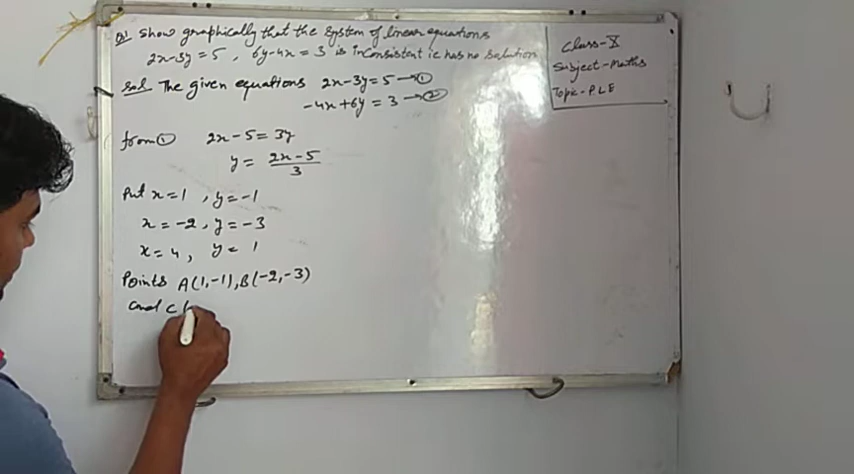 Q1 Show graphically that the system of linear equations
2x-3y=5, 6y-4x=3 is inconsistent ie has no solution
Class-X
Subject-Maths
Topic-PLE
Sol The given equations 2x-3y=5 →①
-4x+6y=3 →②
from① 2x-5=3y
y = (2x-5)/3
Put x=1, y=-1
x=-2, y=-3
x=4, y=1
Points A(1,-1), B(-2,-3)
and C(